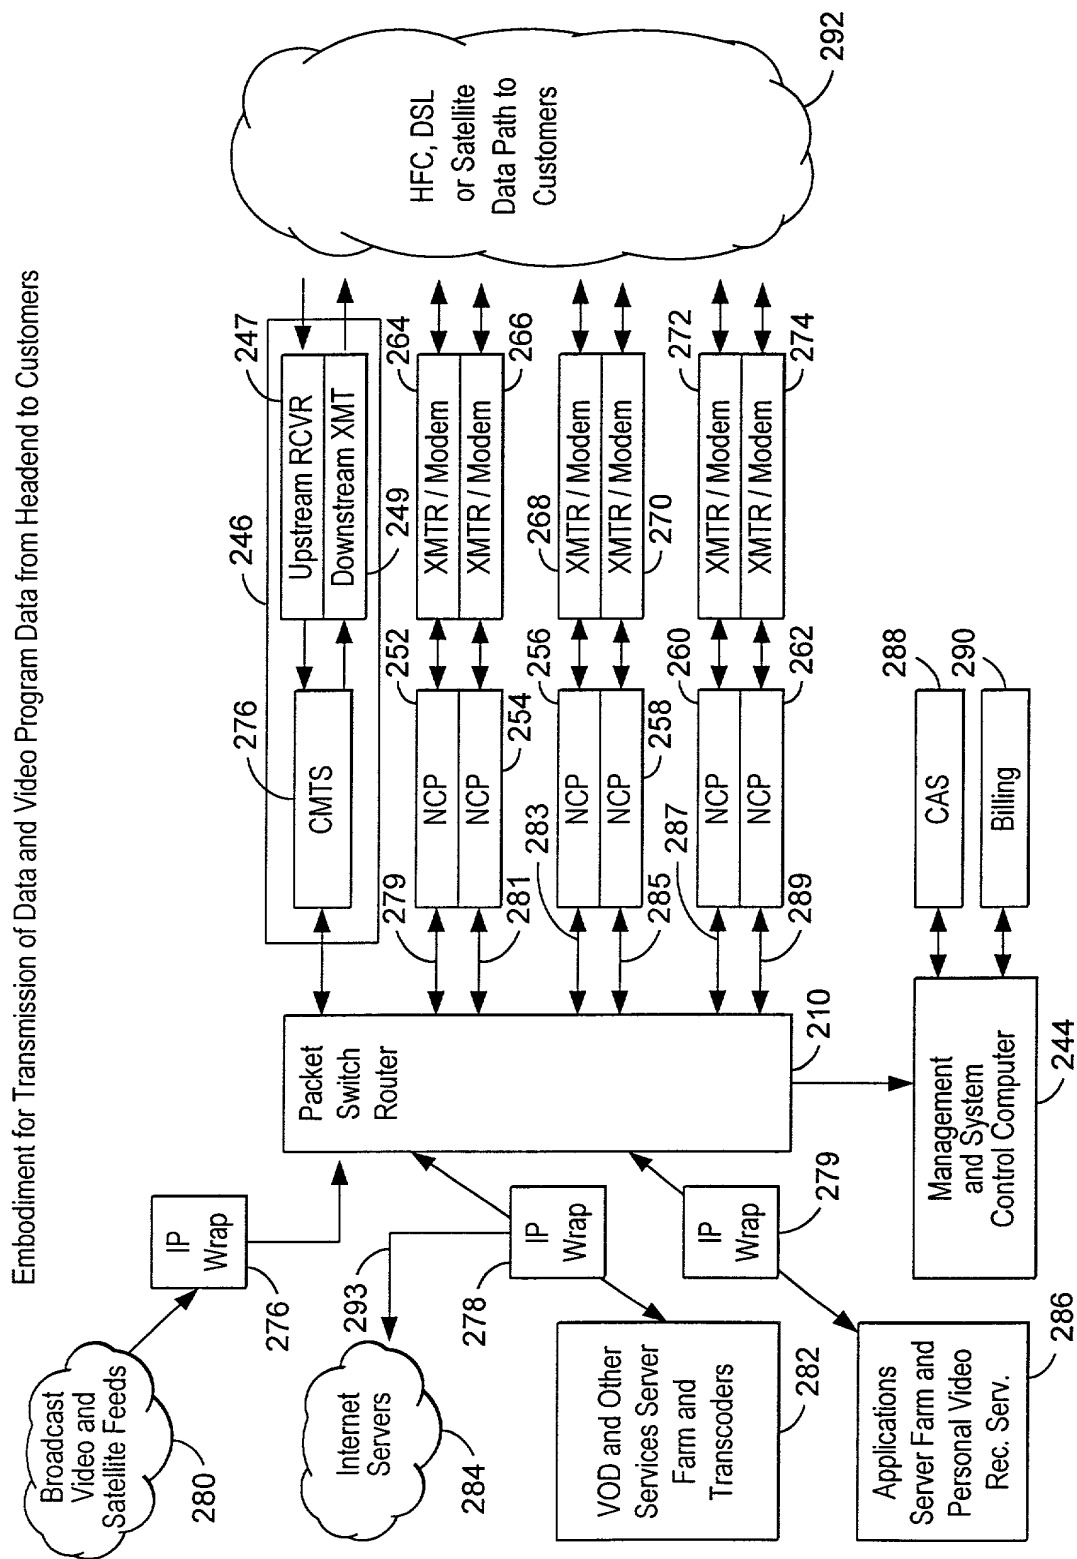 Embodiment for Transmission of Data and Video Program Data from Headend to Customers
Broadcast
Video and
Satellite Feeds
280
IP
Wrap
276
Internet
Servers
284
293
IP
Wrap
278
VOD and Other
Services Server
Farm and
Transcoders
282
IP
Wrap
279
Applications
Server Farm and
Personal Video
Rec. Serv.
286
Packet
Switch
Router
210
Management
and System
Control Computer
244
CAS
288
Billing
290
246
CMTS
276
Upstream RCVR
247
Downstream XMT
249
279
NCP
252
XMTR / Modem
264
281
NCP
254
XMTR / Modem
266
283
NCP
256
XMTR / Modem
268
285
NCP
258
XMTR / Modem
270
287
NCP
260
XMTR / Modem
272
289
NCP
262
XMTR / Modem
274
HFC, DSL
or Satellite
Data Path to
Customers
292